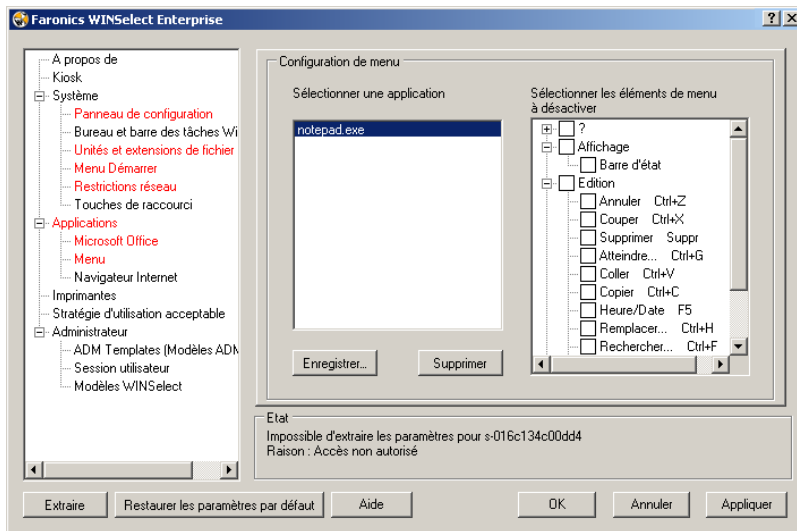 Faronics WINSelect Enterprise
A propos de
Kiosk
Système
Panneau de configuration
Bureau et barre des tâches Wi
Unités et extensions de fichier
Menu Démarrer
Restrictions réseau
Touches de raccourci
Applications
Microsoft Office
Menu
Navigateur Internet
Imprimantes
Stratégie d'utilisation acceptable
Administrateur
ADM Templates (Modèles ADM
Session utilisateur
Modèles WINSelect
Configuration de menu
Sélectionner une application
notepad.exe
Enregistrer...
Supprimer
Sélectionner les éléments de menu
à désactiver
?
Affichage
Barre d'état
Edition
Annuler Ctrl+Z
Couper Ctrl+X
Supprimer Suppr
Atteindre... Ctrl+G
Coller Ctrl+V
Copier Ctrl+C
Heure/Date F5
Remplacer... Ctrl+H
Rechercher... Ctrl+F
Etat
Impossible d'extraire les paramètres pour s-016c134c00dd4
Raison : Accès non autorisé
Extraire
Restaurer les paramètres par défaut
Aide
OK
Annuler
Appliquer